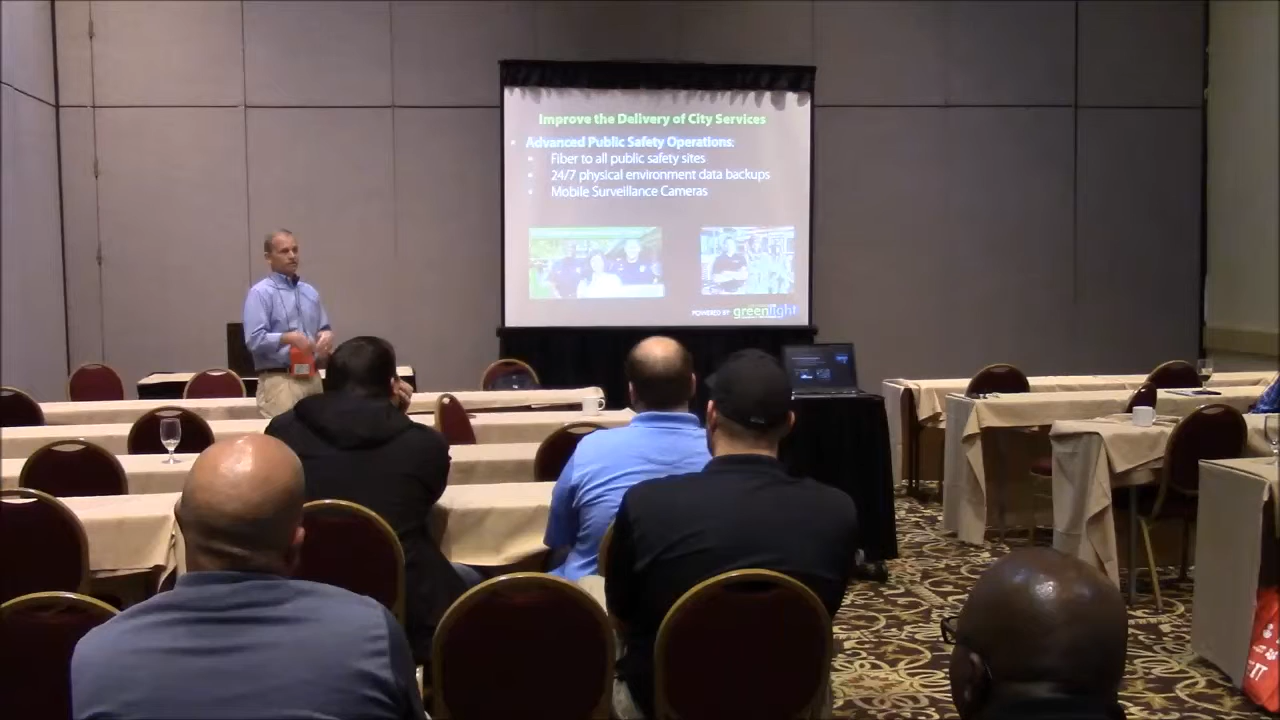 Improve the Delivery of City Services
Advanced Public Safety Operations:
Fiber to all public safety sites
24/7 physical environment data backups
Mobile Surveillance Cameras
POWERED BY greenlight